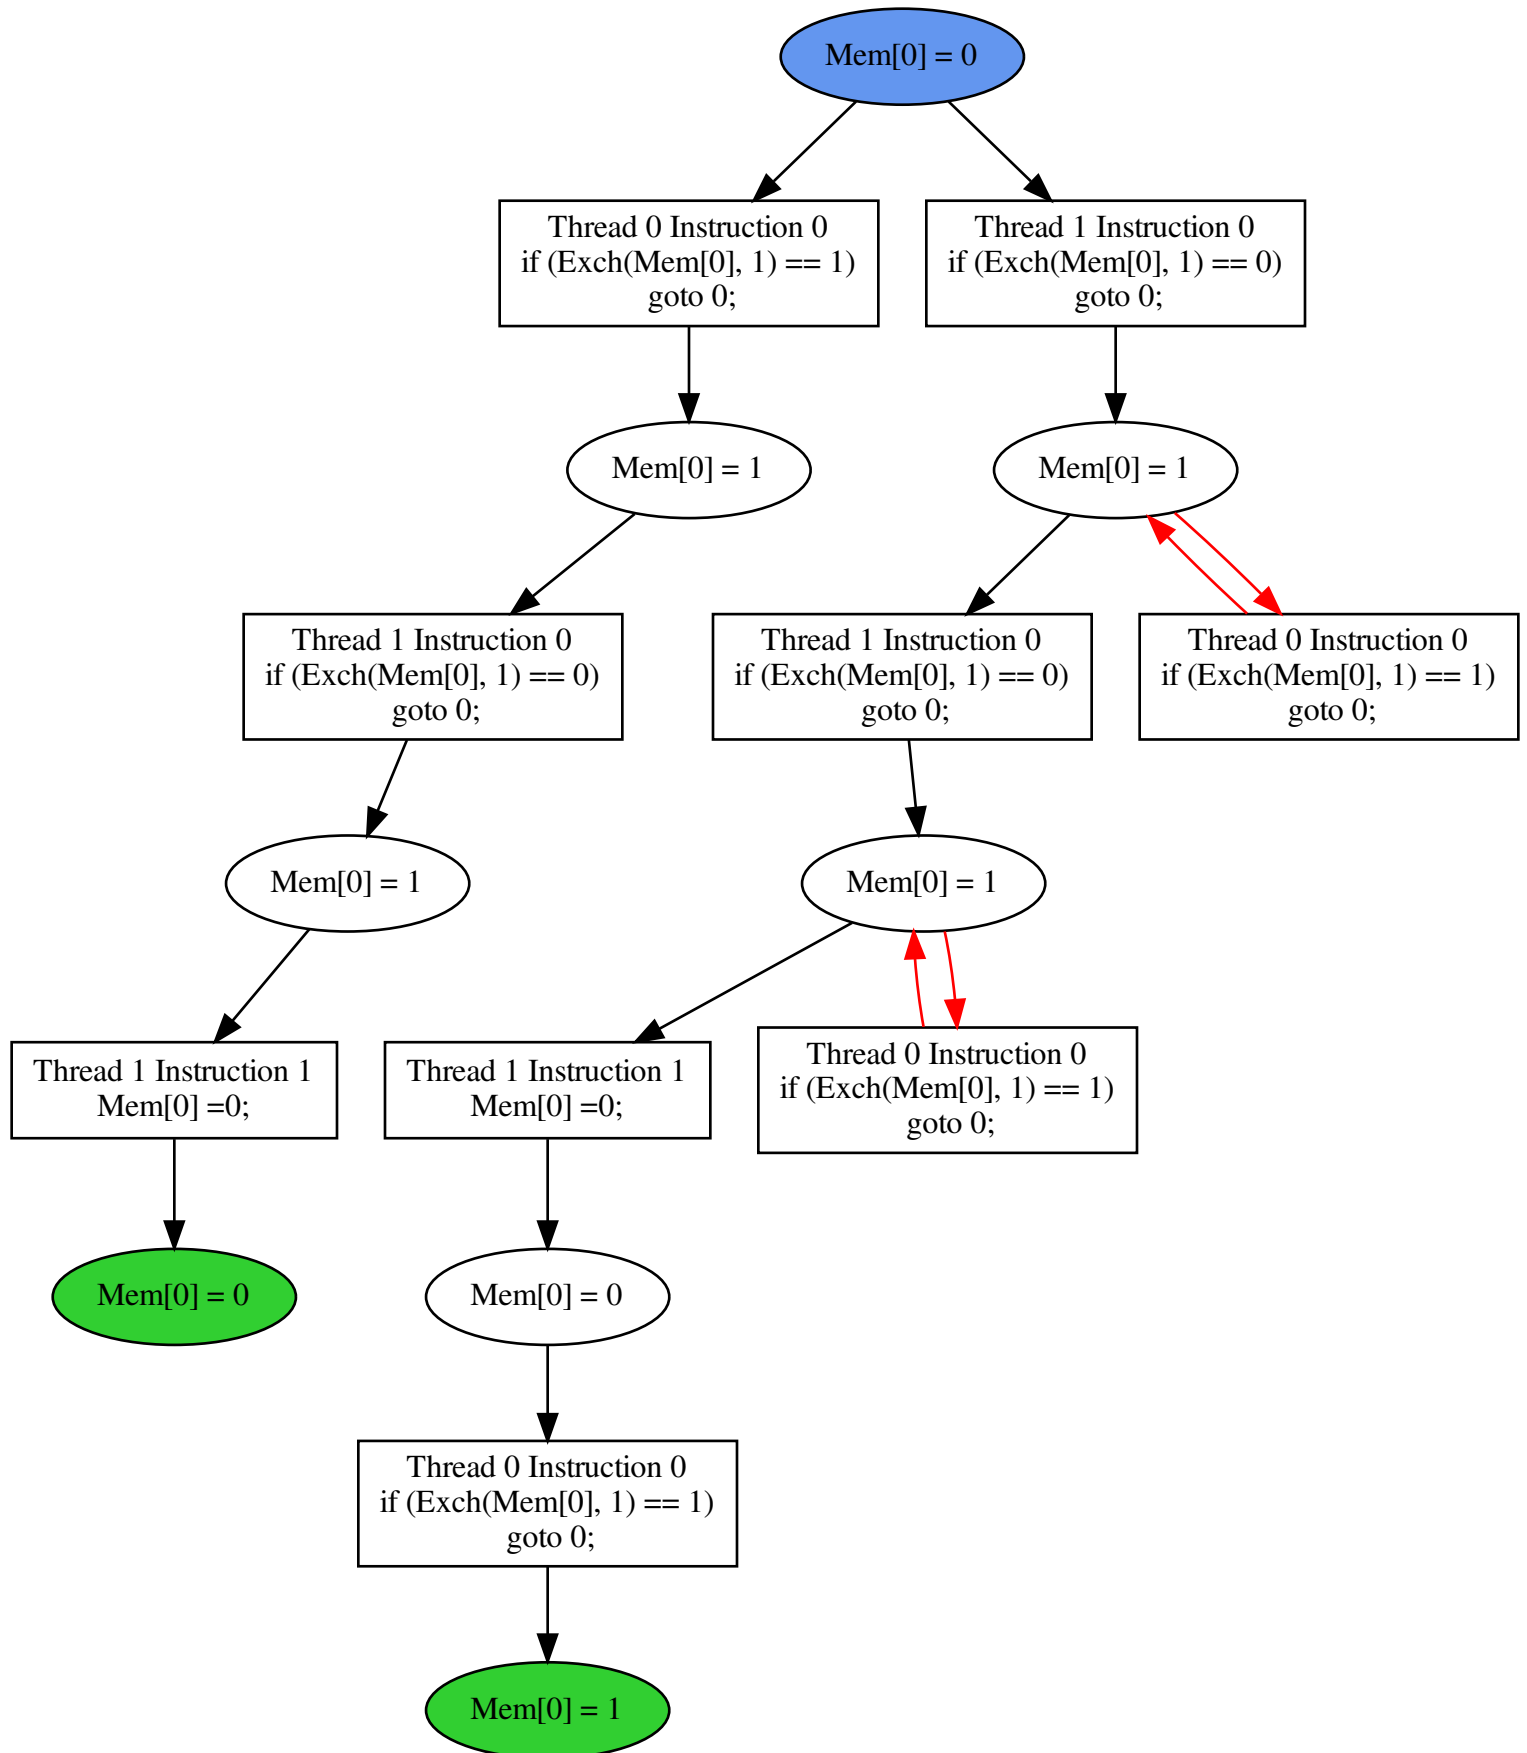 Mem[0] = 0
Thread 0 Instruction 0
if (Exch(Mem[0], 1) == 1)
goto 0;
Thread 1 Instruction 0
if (Exch(Mem[0], 1) == 0)
goto 0;
Mem[0] = 1
Mem[0] = 1
Thread 1 Instruction 0
if (Exch(Mem[0], 1) == 0)
goto 0;
Thread 1 Instruction 0
if (Exch(Mem[0], 1) == 0)
goto 0;
Thread 0 Instruction 0
if (Exch(Mem[0], 1) == 1)
goto 0;
Mem[0] = 1
Mem[0] = 1
Thread 1 Instruction 1
Mem[0] =0;
Thread 1 Instruction 1
Mem[0] =0;
Thread 0 Instruction 0
if (Exch(Mem[0], 1) == 1)
goto 0;
Mem[0] = 0
Mem[0] = 0
Thread 0 Instruction 0
if (Exch(Mem[0], 1) == 1)
goto 0;
Mem[0] = 1